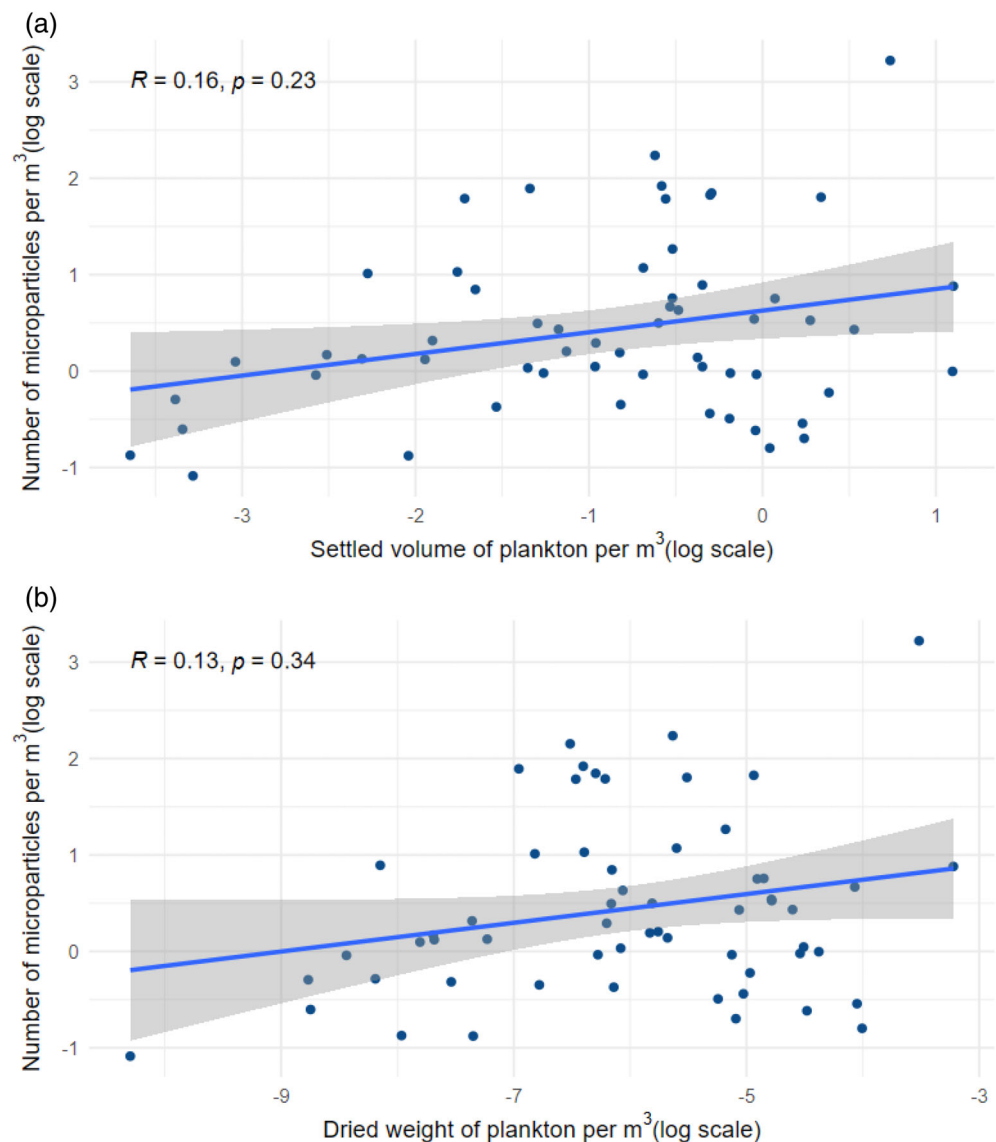 (a)
Number of microparticles per m³(log scale)
R = 0.16, p = 0.23
3
2
1
0
-1
-3
-2
-1
0
1
Settled volume of plankton per m³(log scale)
(b)
Number of microparticles per m³(log scale)
R = 0.13, p = 0.34
3
2
1
0
-1
-9
-7
-5
-3
Dried weight of plankton per m³(log scale)